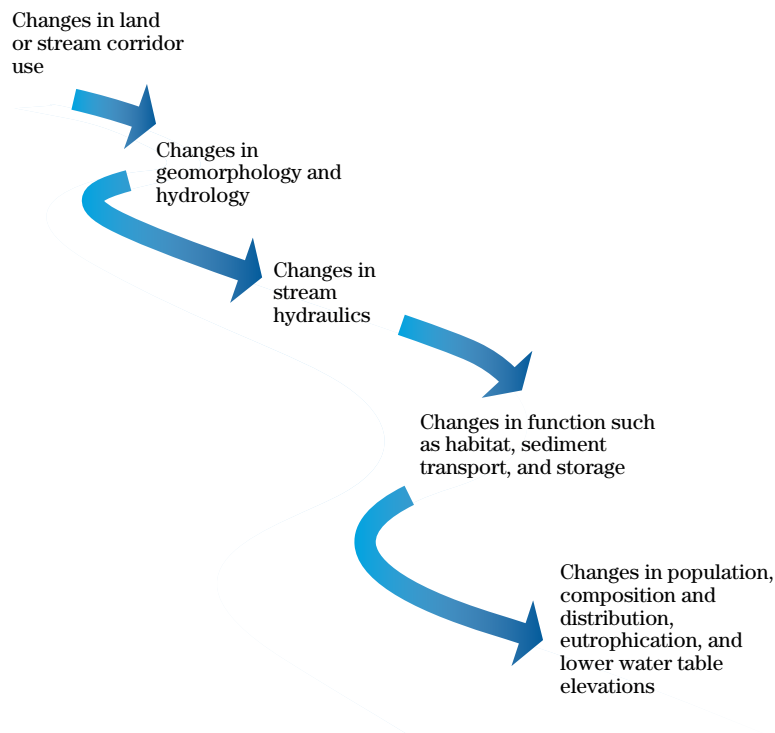 Changes in land
or stream corridor
use
Changes in
geomorphology and
hydrology
Changes in
stream
hydraulics
Changes in function such
as habitat, sediment
transport, and storage
Changes in population,
composition and
distribution,
eutrophication, and
lower water table
elevations